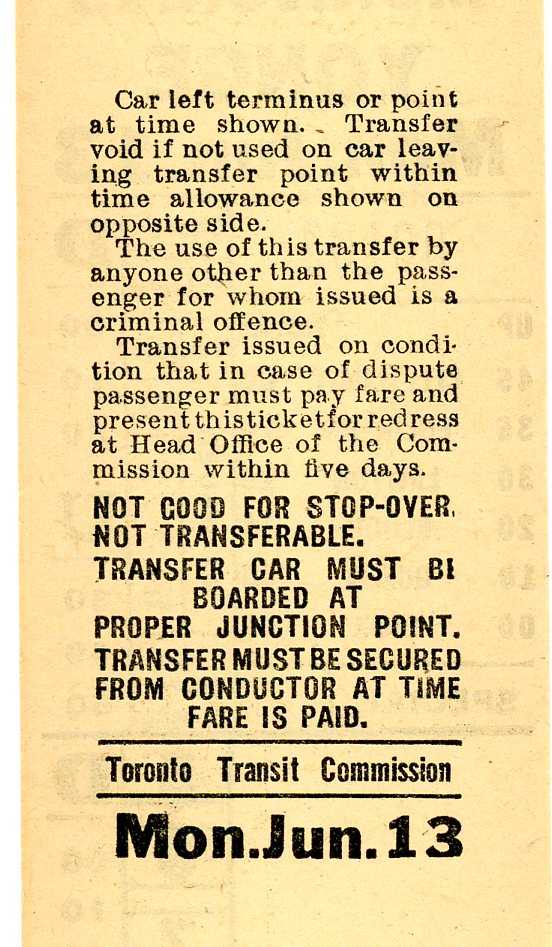 Car left terminus or point
at time shown. Transfer
void if not used on car leav-
ing transfer point within
time allowance shown on
opposite side.
The use of this transfer by
anyone other than the pass-
enger for whom issued is a
criminal offence.
Transfer issued on condi-
tion that in case of dispute
passenger must pay fare and
present this ticket for redress
at Head Office of the Com-
mission within five days.
NOT GOOD FOR STOP-OVER.
NOT TRANSFERABLE.
TRANSFER CAR MUST BE
BOARDED AT
PROPER JUNCTION POINT.
TRANSFER MUST BE SECURED
FROM CONDUCTOR AT TIME
FARE IS PAID.
Toronto Transit Commission
Mon. Jun. 13